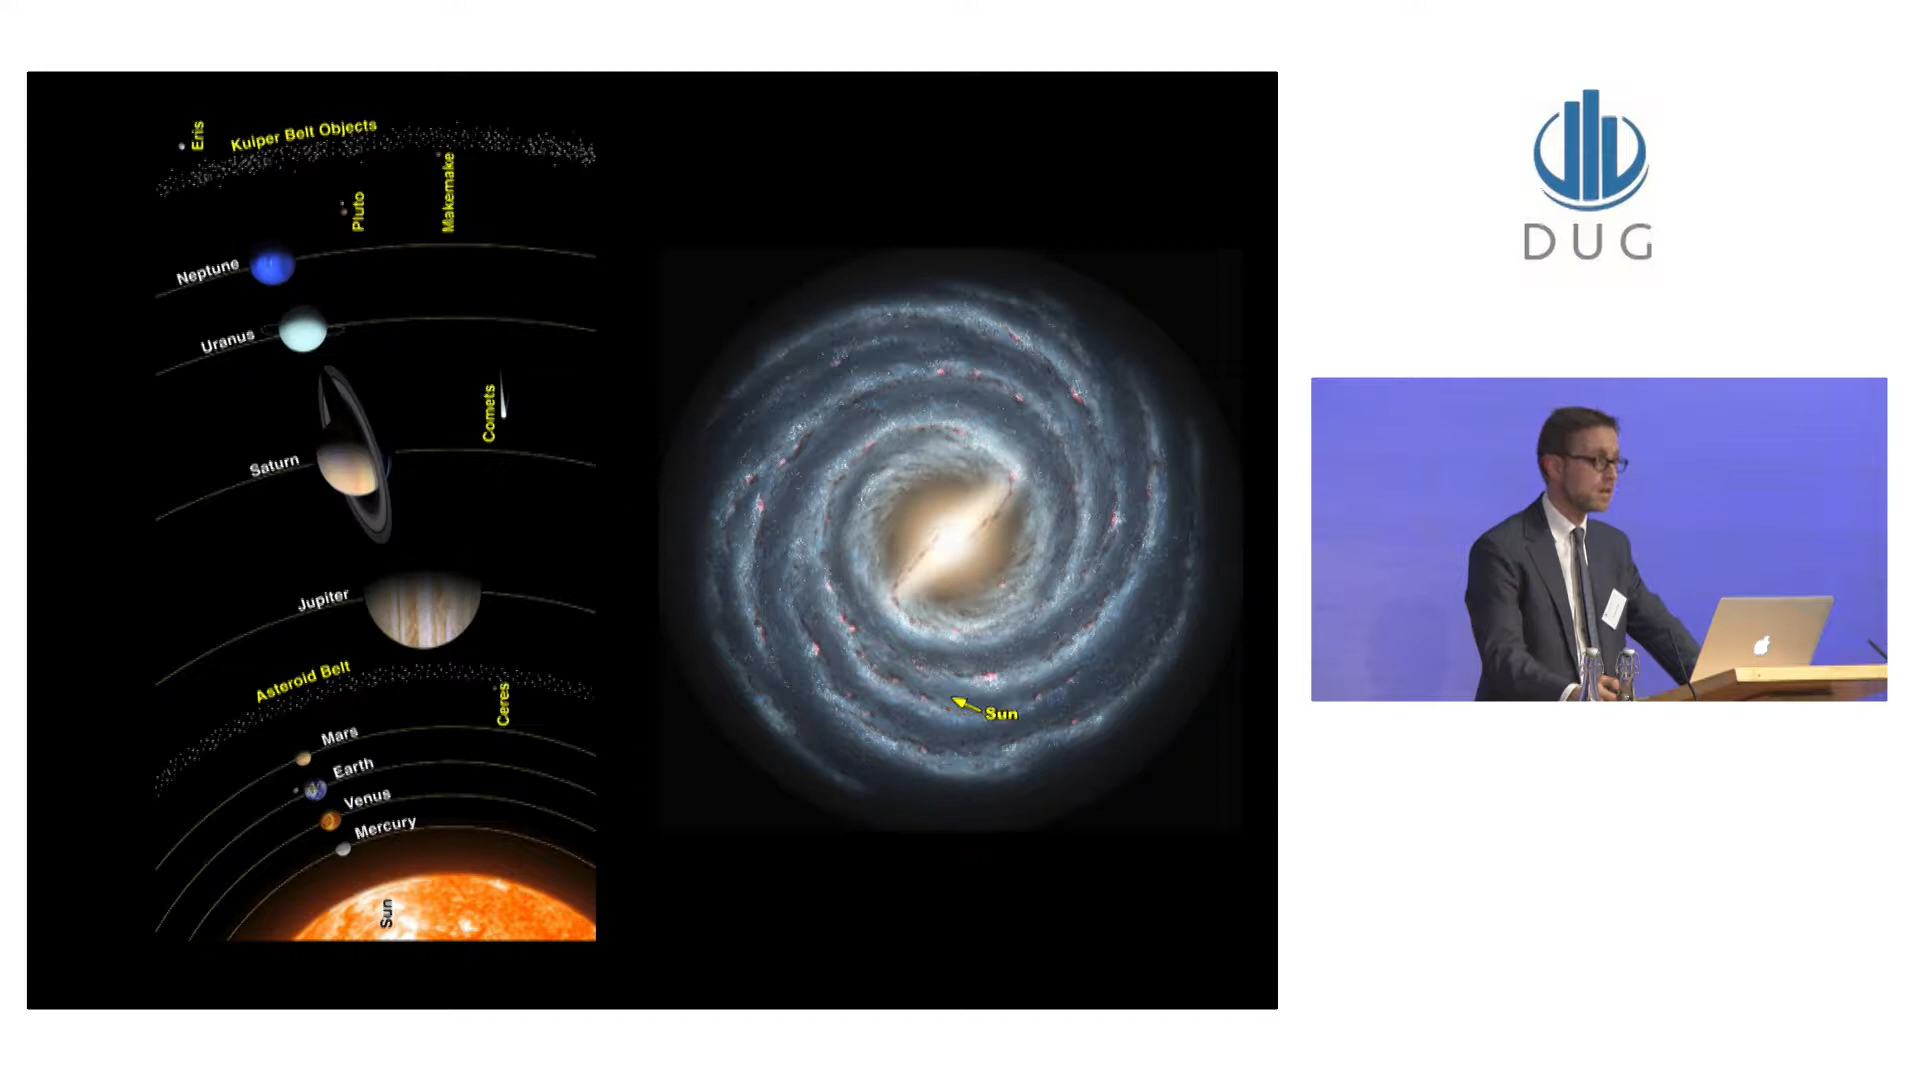 Eris
Kuiper Belt Objects
Pluto
Makemake
Neptune
Uranus
Comets
Saturn
Jupiter
Asteroid Belt
Ceres
Mars
Earth
Venus
Mercury
Sun
Sun
DUG